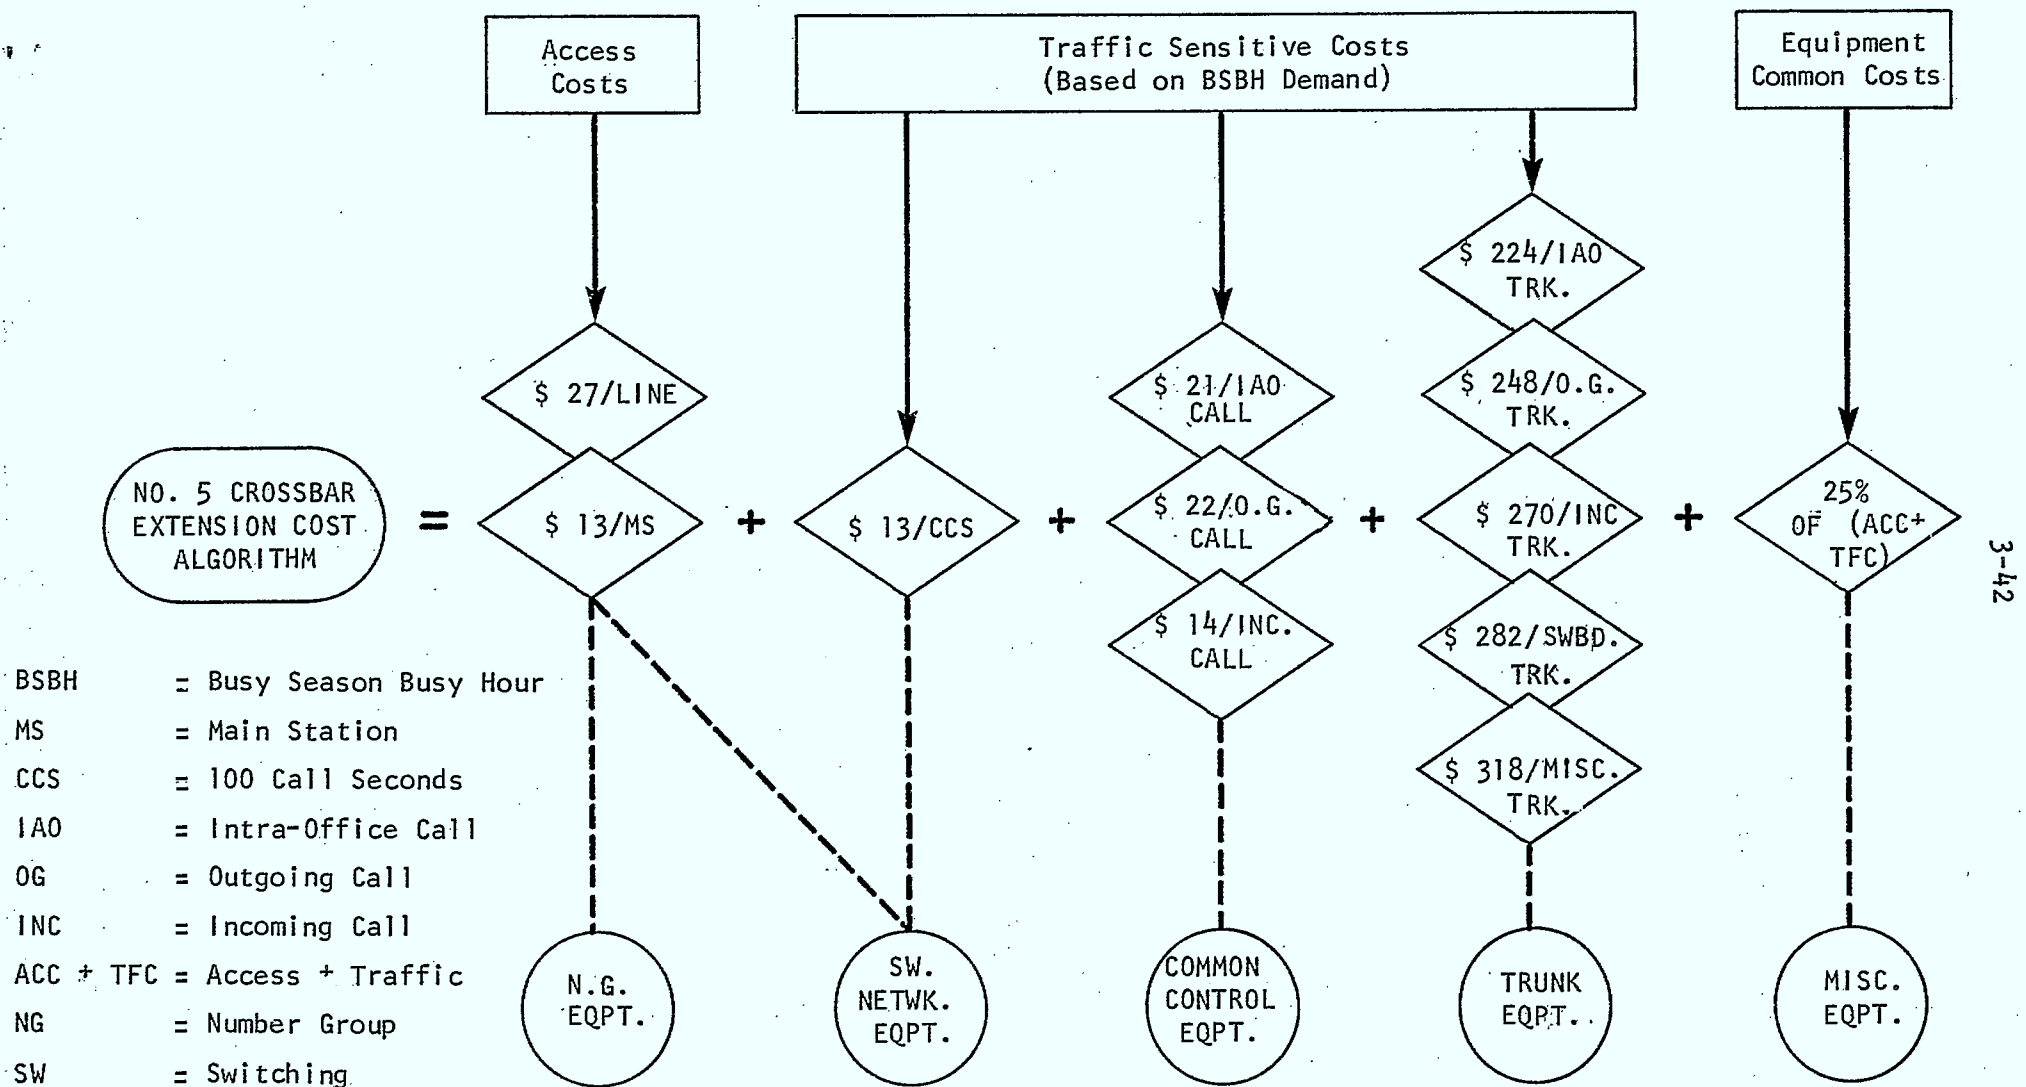 Access
Costs
Traffic Sensitive Costs
(Based on BSBH Demand)
Equipment
Common Costs
$ 27/LINE
$ 13/MS
$ 13/CCS
$ 21/IAO
CALL
$ 22/O.G.
CALL
$ 14/INC.
CALL
$ 224/IAO
TRK.
$ 248/O.G.
TRK.
$ 270/INC
TRK.
$ 282/SWBD.
TRK.
$ 318/MISC.
TRK.
25%
OF (ACC+
TFC)
NO. 5 CROSSBAR
EXTENSION COST
ALGORITHM
=
+
+
+
+
3-42
BSBH = Busy Season Busy Hour
MS = Main Station
CCS = 100 Call Seconds
IAO = Intra-Office Call
OG = Outgoing Call
INC = Incoming Call
ACC + TFC = Access + Traffic
NG = Number Group
SW = Switching
N.G.
EQPT.
SW.
NETWK.
EQPT.
COMMON
CONTROL
EQPT.
TRUNK
EQPT.
MISC.
EQPT.